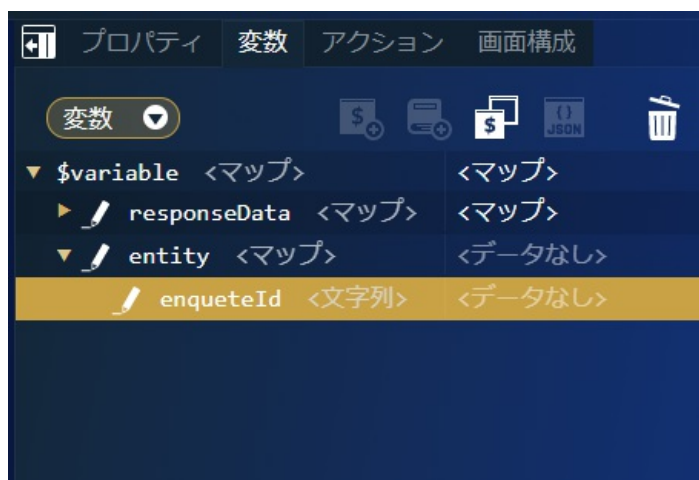 プロパティ 変数 アクション 画面構成
変数 $ $ {} JSON
$variable <マップ> <マップ>
responseData <マップ> <マップ>
entity <マップ> <データなし>
enqueteId <文字列> <データなし>